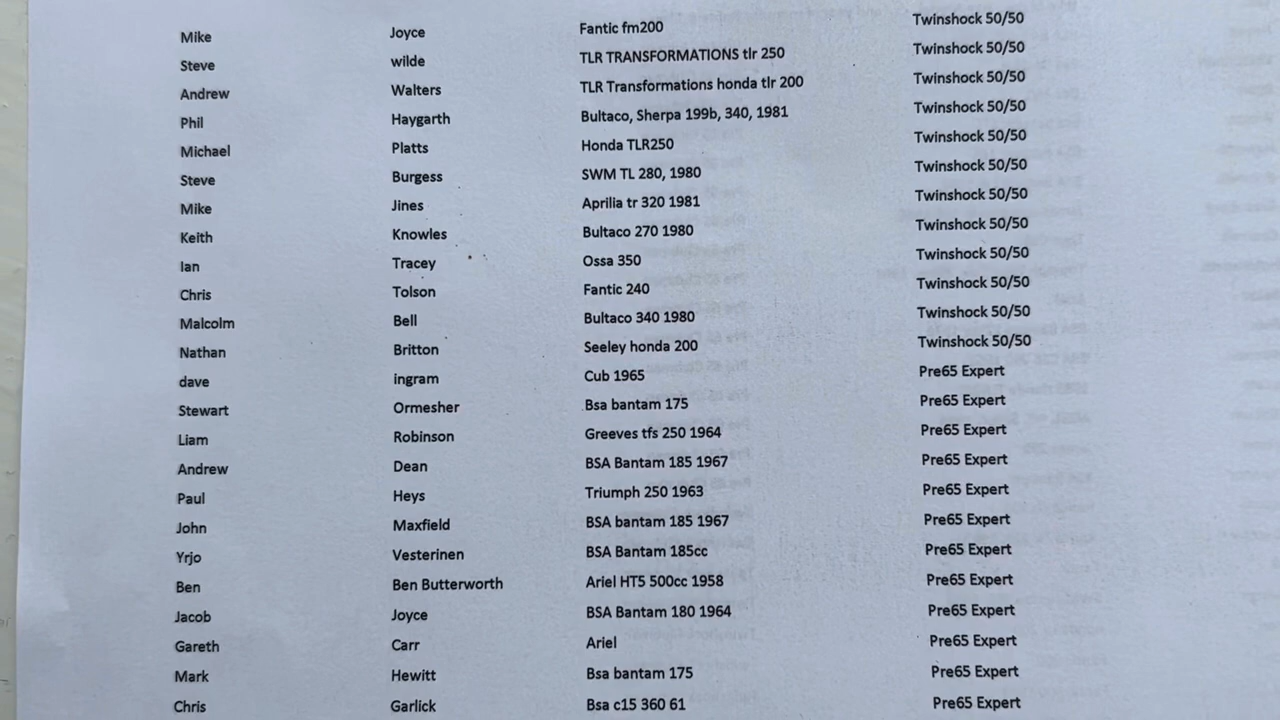 Mike Joyce Fantic fm200 Twinshock 50/50
Steve wilde TLR TRANSFORMATIONS tlr 250 Twinshock 50/50
Andrew Walters TLR Transformations honda tlr 200 Twinshock 50/50
Phil Haygarth Bultaco, Sherpa 199b, 340, 1981 Twinshock 50/50
Michael Platts Honda TLR250 Twinshock 50/50
Steve Burgess SWM TL 280, 1980 Twinshock 50/50
Mike Jines Aprilia tr 320 1981 Twinshock 50/50
Keith Knowles Bultaco 270 1980 Twinshock 50/50
Ian Tracey Ossa 350 Twinshock 50/50
Chris Tolson Fantic 240 Twinshock 50/50
Malcolm Bell Bultaco 340 1980 Twinshock 50/50
Nathan Britton Seeley honda 200 Twinshock 50/50
dave ingram Cub 1965 Pre65 Expert
Stewart Ormesher Bsa bantam 175 Pre65 Expert
Liam Robinson Greeves tfs 250 1964 Pre65 Expert
Andrew Dean BSA Bantam 185 1967 Pre65 Expert
Paul Heys Triumph 250 1963 Pre65 Expert
John Maxfield BSA bantam 185 1967 Pre65 Expert
Yrjo Vesterinen BSA Bantam 185cc Pre65 Expert
Ben Ben Butterworth Ariel HT5 500cc 1958 Pre65 Expert
Jacob Joyce BSA Bantam 180 1964 Pre65 Expert
Gareth Carr Ariel Pre65 Expert
Mark Hewitt Bsa bantam 175 Pre65 Expert
Chris Garlick Bsa c15 360 61 Pre65 Expert